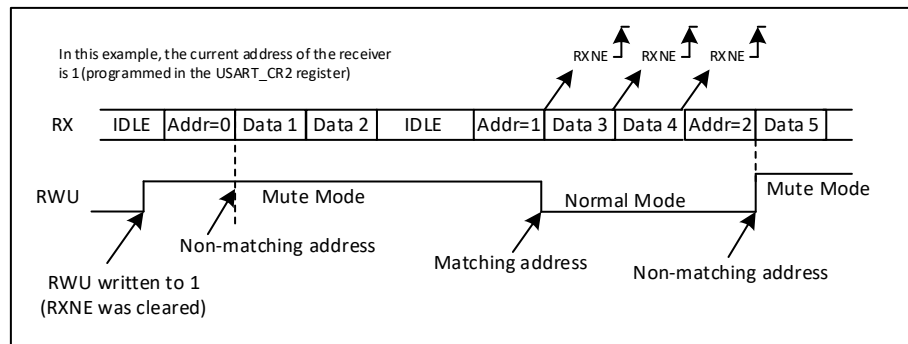 In this example, the current address of the receiver
is 1(programmed in the USART_CR2 register)
RXNE RXNE RXNE
RX IDLE Addr=0 Data 1 Data 2 IDLE Addr=1 Data 3 Data 4 Addr=2 Data 5
RWU Mute Mode Normal Mode Mute Mode
Non-matching address Matching address Non-matching address
RWU written to 1
(RXNE was cleared)